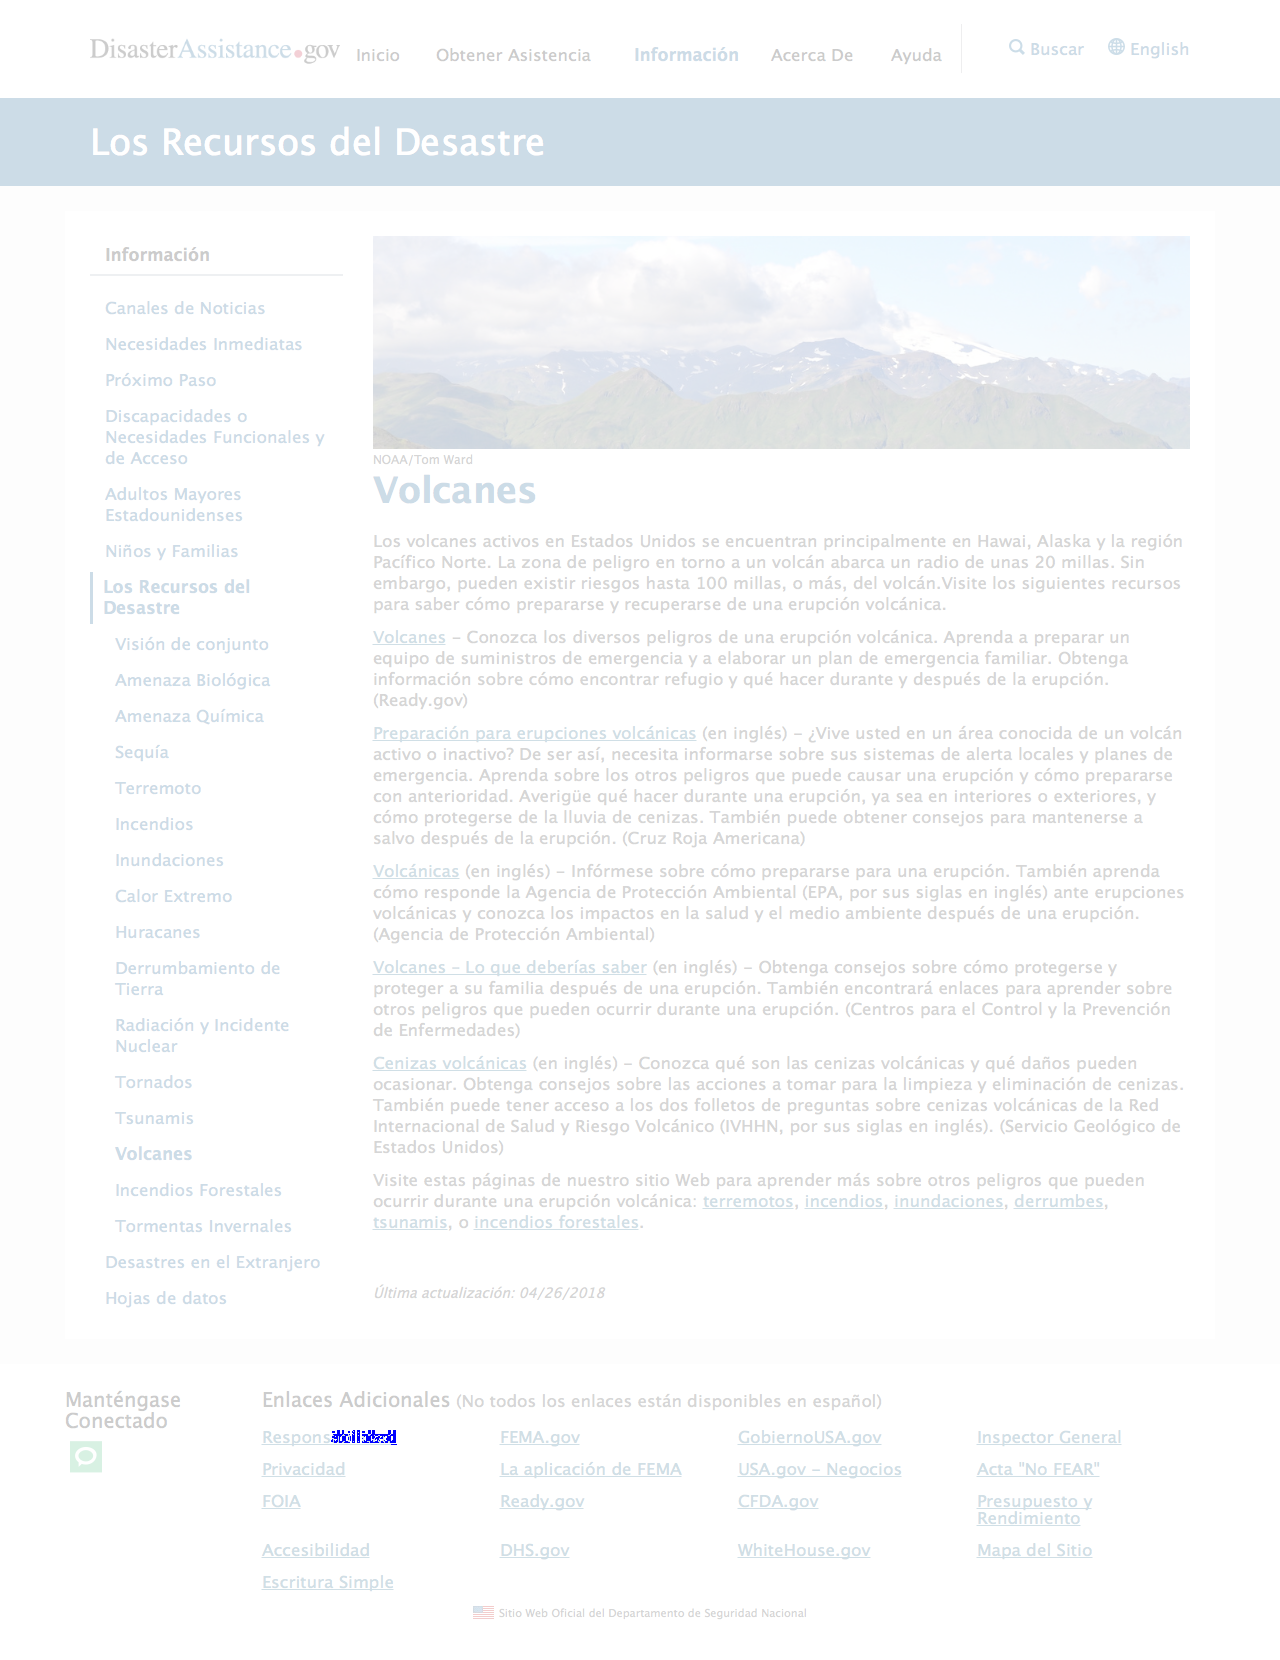 DisasterAssistance.gov
Inicio Obtener Asistencia Información Acerca De Ayuda Buscar English
Los Recursos del Desastre
Información
Canales de Noticias
Necesidades Inmediatas
Próximo Paso
Discapacidades o
Necesidades Funcionales y
de Acceso
Adultos Mayores
Estadounidenses
Niños y Familias
Los Recursos del
Desastre
Visión de conjunto
Amenaza Biológica
Amenaza Química
Sequía
Terremoto
Incendios
Inundaciones
Calor Extremo
Huracanes
Derrumbamiento de
Tierra
Radiación y Incidente
Nuclear
Tornados
Tsunamis
Volcanes
Incendios Forestales
Tormentas Invernales
Desastres en el Extranjero
Hojas de datos
NOAA/Tom Ward
Volcanes
Los volcanes activos en Estados Unidos se encuentran principalmente en Hawai, Alaska y la región
Pacífico Norte. La zona de peligro en torno a un volcán abarca un radio de unas 20 millas. Sin
embargo, pueden existir riesgos hasta 100 millas, o más, del volcán.Visite los siguientes recursos
para saber cómo prepararse y recuperarse de una erupción volcánica.
Volcanes – Conozca los diversos peligros de una erupción volcánica. Aprenda a preparar un
equipo de suministros de emergencia y a elaborar un plan de emergencia familiar. Obtenga
información sobre cómo encontrar refugio y qué hacer durante y después de la erupción.
(Ready.gov)
Preparación para erupciones volcánicas (en inglés) – ¿Vive usted en un área conocida de un volcán
activo o inactivo? De ser así, necesita informarse sobre sus sistemas de alerta locales y planes de
emergencia. Aprenda sobre los otros peligros que puede causar una erupción y cómo prepararse
con anterioridad. Averigüe qué hacer durante una erupción, ya sea en interiores o exteriores, y
cómo protegerse de la lluvia de cenizas. También puede obtener consejos para mantenerse a
salvo después de la erupción. (Cruz Roja Americana)
Volcánicas (en inglés) – Infórmese sobre cómo prepararse para una erupción. También aprenda
cómo responde la Agencia de Protección Ambiental (EPA, por sus siglas en inglés) ante erupciones
volcánicas y conozca los impactos en la salud y el medio ambiente después de una erupción.
(Agencia de Protección Ambiental)
Volcanes – Lo que deberías saber (en inglés) – Obtenga consejos sobre cómo protegerse y
proteger a su familia después de una erupción. También encontrará enlaces para aprender sobre
otros peligros que pueden ocurrir durante una erupción. (Centros para el Control y la Prevención
de Enfermedades)
Cenizas volcánicas (en inglés) – Conozca qué son las cenizas volcánicas y qué daños pueden
ocasionar. Obtenga consejos sobre las acciones a tomar para la limpieza y eliminación de cenizas.
También puede tener acceso a los dos folletos de preguntas sobre cenizas volcánicas de la Red
Internacional de Salud y Riesgo Volcánico (IVHHN, por sus siglas en inglés). (Servicio Geológico de
Estados Unidos)
Visite estas páginas de nuestro sitio Web para aprender más sobre otros peligros que pueden
ocurrir durante una erupción volcánica: terremotos, incendios, inundaciones, derrumbes,
tsunamis, o incendios forestales.
Última actualización: 04/26/2018
Manténgase
Conectado
Enlaces Adicionales (No todos los enlaces están disponibles en español)
FEMA.gov GobiernoUSA.gov Inspector General
Privacidad La aplicación de FEMA USA.gov – Negocios Acta "No FEAR"
FOIA Ready.gov CFDA.gov Presupuesto y
Rendimiento
Accesibilidad DHS.gov WhiteHouse.gov Mapa del Sitio
Escritura Simple
Sitio Web Oficial del Departamento de Seguridad Nacional